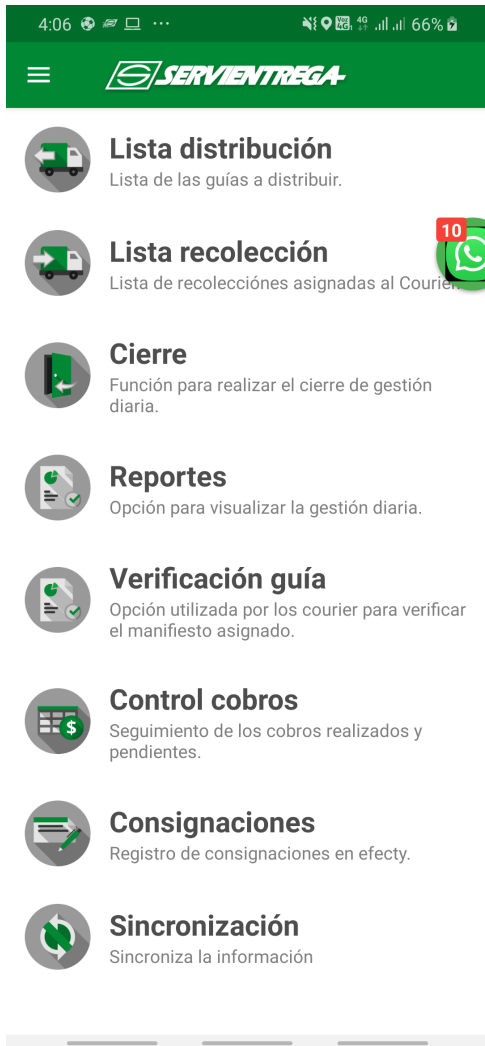 4:06 ... 4G 66%
SERVIENTREGA
Lista distribución
Lista de las guías a distribuir.
10
Lista recolección
Lista de recolecciónes asignadas al Courier.
Cierre
Función para realizar el cierre de gestión
diaria.
Reportes
Opción para visualizar la gestión diaria.
Verificación guía
Opción utilizada por los courier para verificar
el manifiesto asignado.
Control cobros
$
Seguimiento de los cobros realizados y
pendientes.
Consignaciones
Registro de consignaciones en efecty.
Sincronización
Sincroniza la información